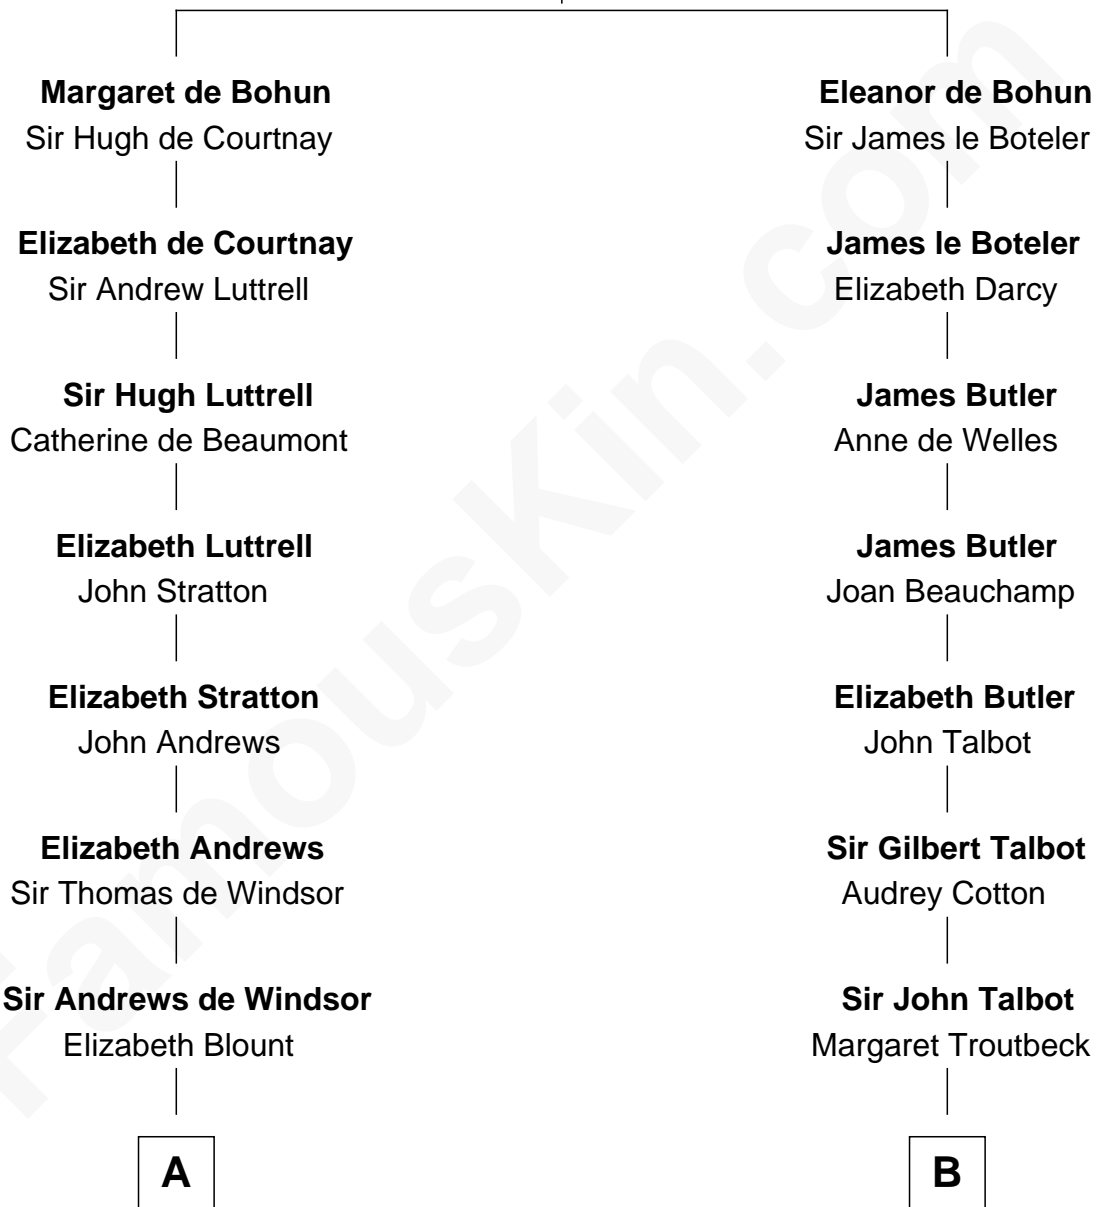 Margaret de Bohun
Sir Hugh de Courtnay
Elizabeth de Courtnay
Sir Andrew Luttrell
Sir Hugh Luttrell
Catherine de Beaumont
Elizabeth Luttrell
John Stratton
Elizabeth Stratton
John Andrews
Elizabeth Andrews
Sir Thomas de Windsor
Sir Andrews de Windsor
Elizabeth Blount
A
Eleanor de Bohun
Sir James le Boteler
James le Boteler
Elizabeth Darcy
James Butler
Anne de Welles
James Butler
Joan Beauchamp
Elizabeth Butler
John Talbot
Sir Gilbert Talbot
Audrey Cotton
Sir John Talbot
Margaret Troutbeck
B
FamousKin.com